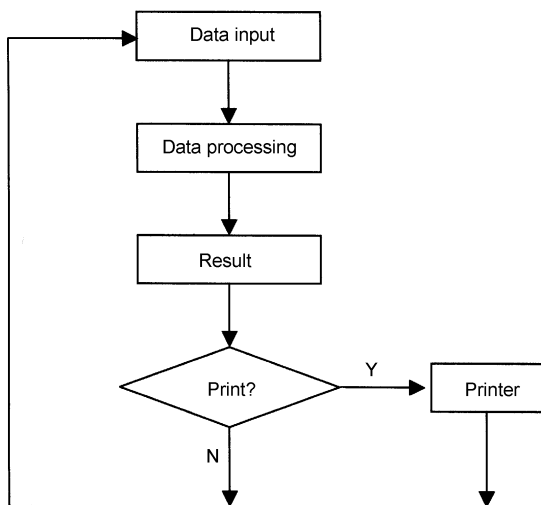 Data input
Data processing
Result
Print?
Y
Printer
N